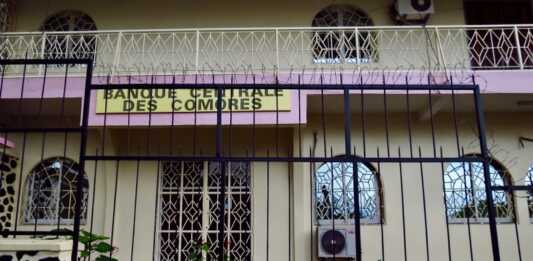 BANQUE CENTRALE
DES COMORES